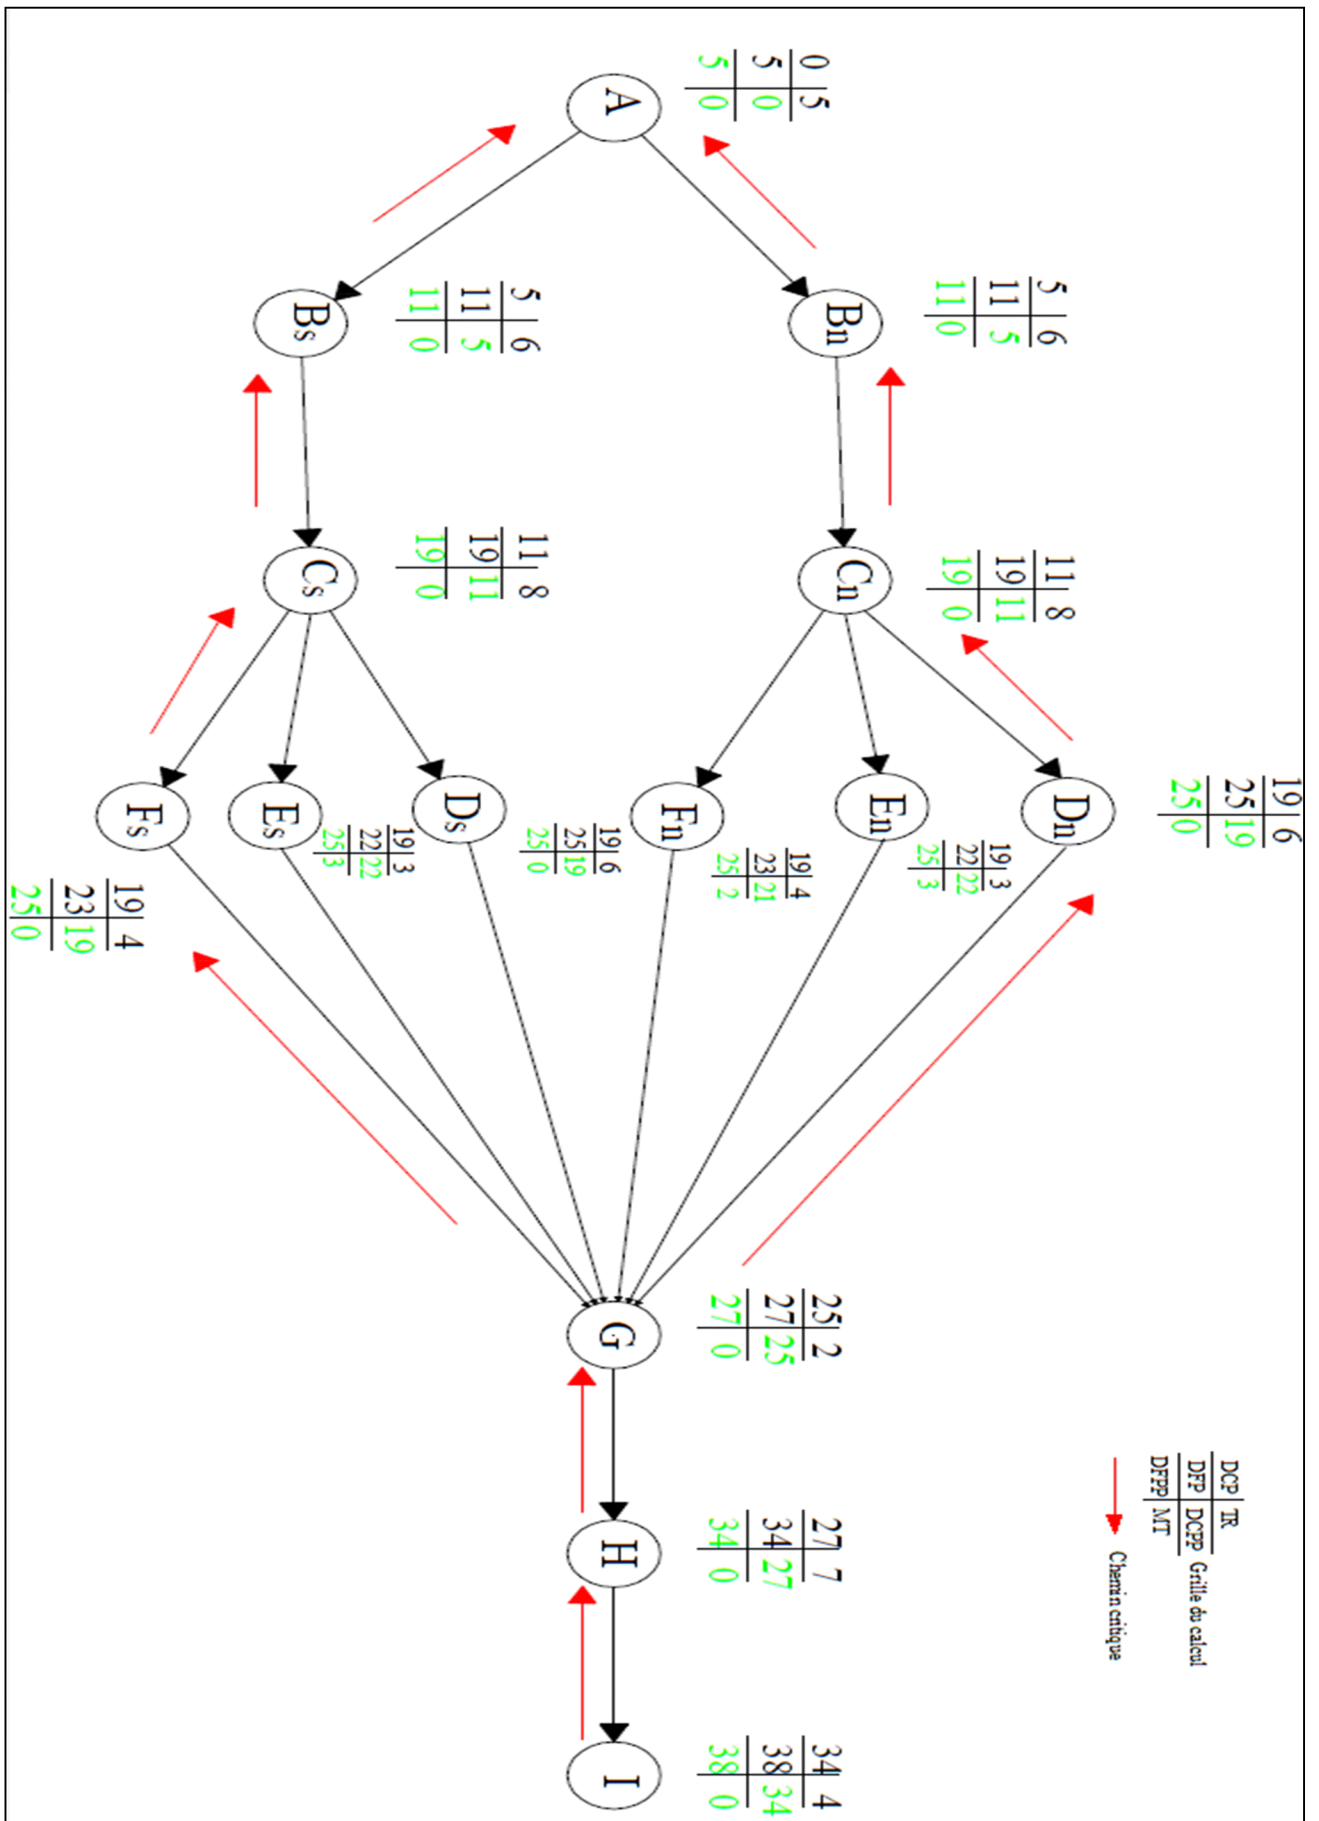 A
0 5
5 0
5 0
Bn
5 6
11 5
11 0
Bs
5 6
11 5
11 0
Cn
11 8
19 11
19 0
Cs
11 8
19 11
19 0
Dn
19 6
25 19
25 0
En
19 3
22 22
25 3
Fn
19 4
23 21
25 2
Ds
19 6
25 19
25 0
Es
19 3
22 22
25 3
Fs
19 4
23 19
25 0
G
25 2
27 25
27 0
H
27 7
34 27
34 0
I
34 4
38 34
38 0
DCP TR
DFP DCPP Grille du calcul
DFPP MT
Chemin critique